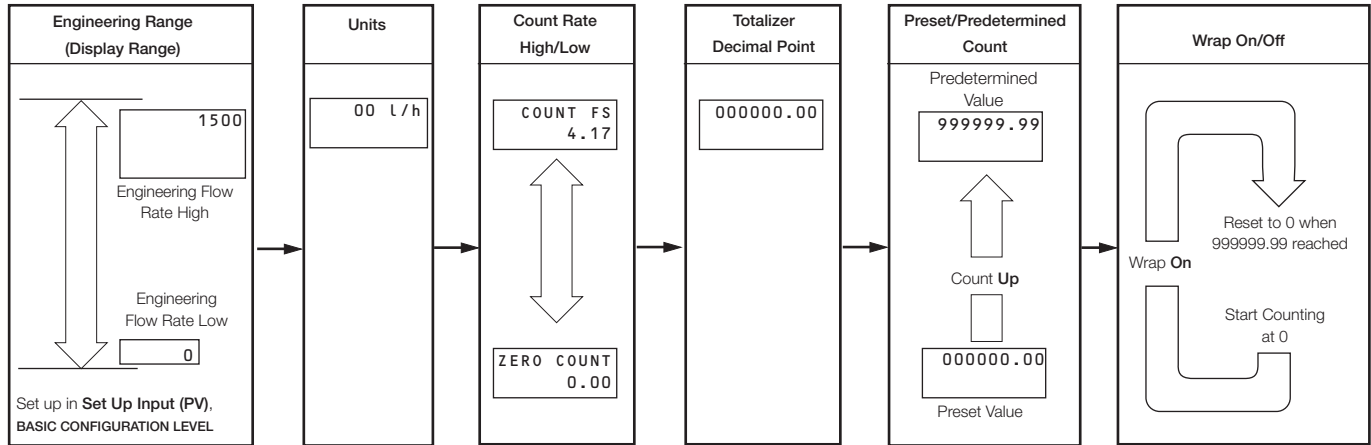 Engineering Range
(Display Range)
1500
Engineering Flow
Rate High
Engineering
Flow Rate Low
0
Set up in Set Up Input (PV),
BASIC CONFIGURATION LEVEL
Units
00 l/h
Count Rate
High/Low
COUNT FS
4.17
ZERO COUNT
0.00
Totalizer
Decimal Point
000000.00
Preset/Predetermined
Count
Predetermined
Value
999999.99
Count Up
000000.00
Preset Value
Wrap On/Off
Reset to 0 when
999999.99 reached
Wrap On
Start Counting
at 0